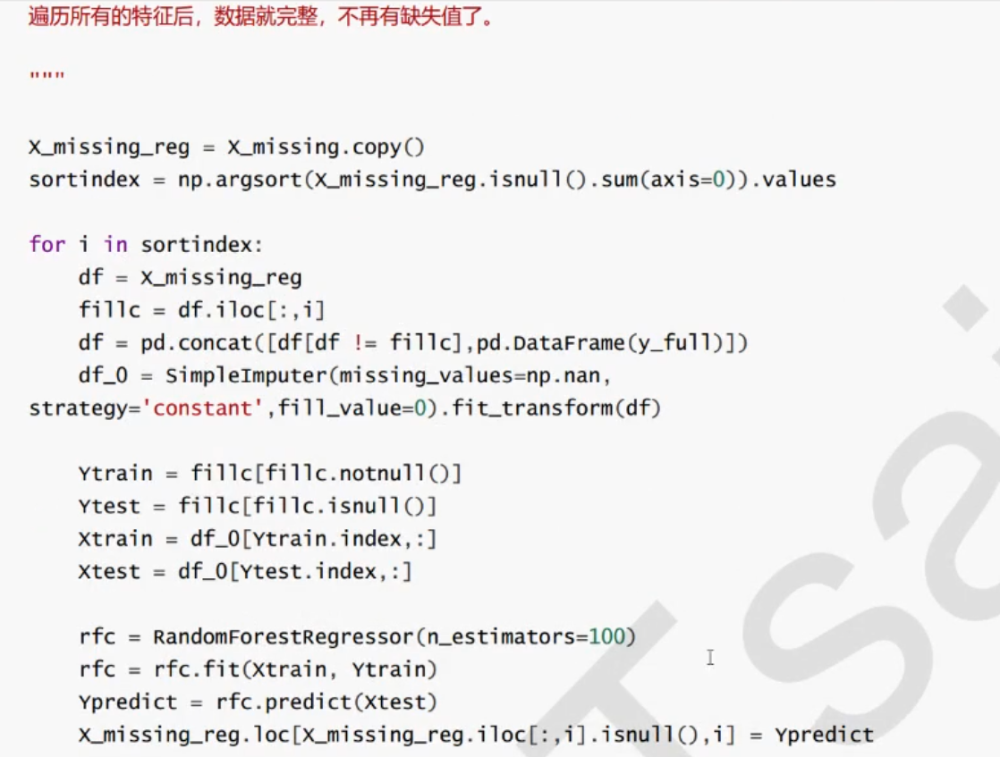 遍历所有的特征后，数据就完整，不再有缺失值了。
"""
X_missing_reg = X_missing.copy()
sortindex = np.argsort(X_missing_reg.isnull().sum(axis=0)).values
for i in sortindex:
    df = X_missing_reg
    fillc = df.iloc[:,i]
    df = pd.concat([df[df != fillc],pd.DataFrame(y_full)])
    df_0 = SimpleImputer(missing_values=np.nan,
strategy='constant',fill_value=0).fit_transform(df)
    Ytrain = fillc[fillc.notnull()]
    Ytest = fillc[fillc.isnull()]
    Xtrain = df_0[Ytrain.index,:]
    Xtest = df_0[Ytest.index,:]
    rfc = RandomForestRegressor(n_estimators=100)
    rfc = rfc.fit(Xtrain, Ytrain)
    Ypredict = rfc.predict(Xtest)
    X_missing_reg.loc[X_missing_reg.iloc[:,i].isnull(),i] = Ypredict